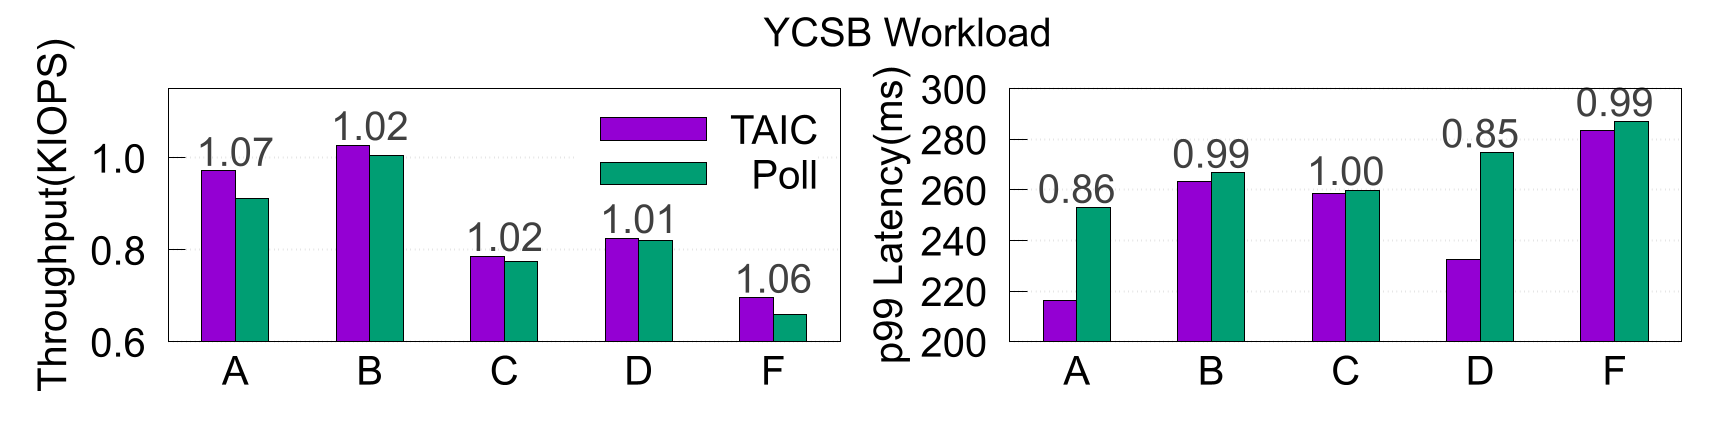 YCSB Workload
Throughput(KIOPS)
1.0
0.8
0.6
1.07
1.02
1.02
1.01
1.06
TAIC
Poll
A B C D F
p99 Latency(ms)
300
280
260
240
220
200
0.86
0.99
1.00
0.85
0.99
A B C D F